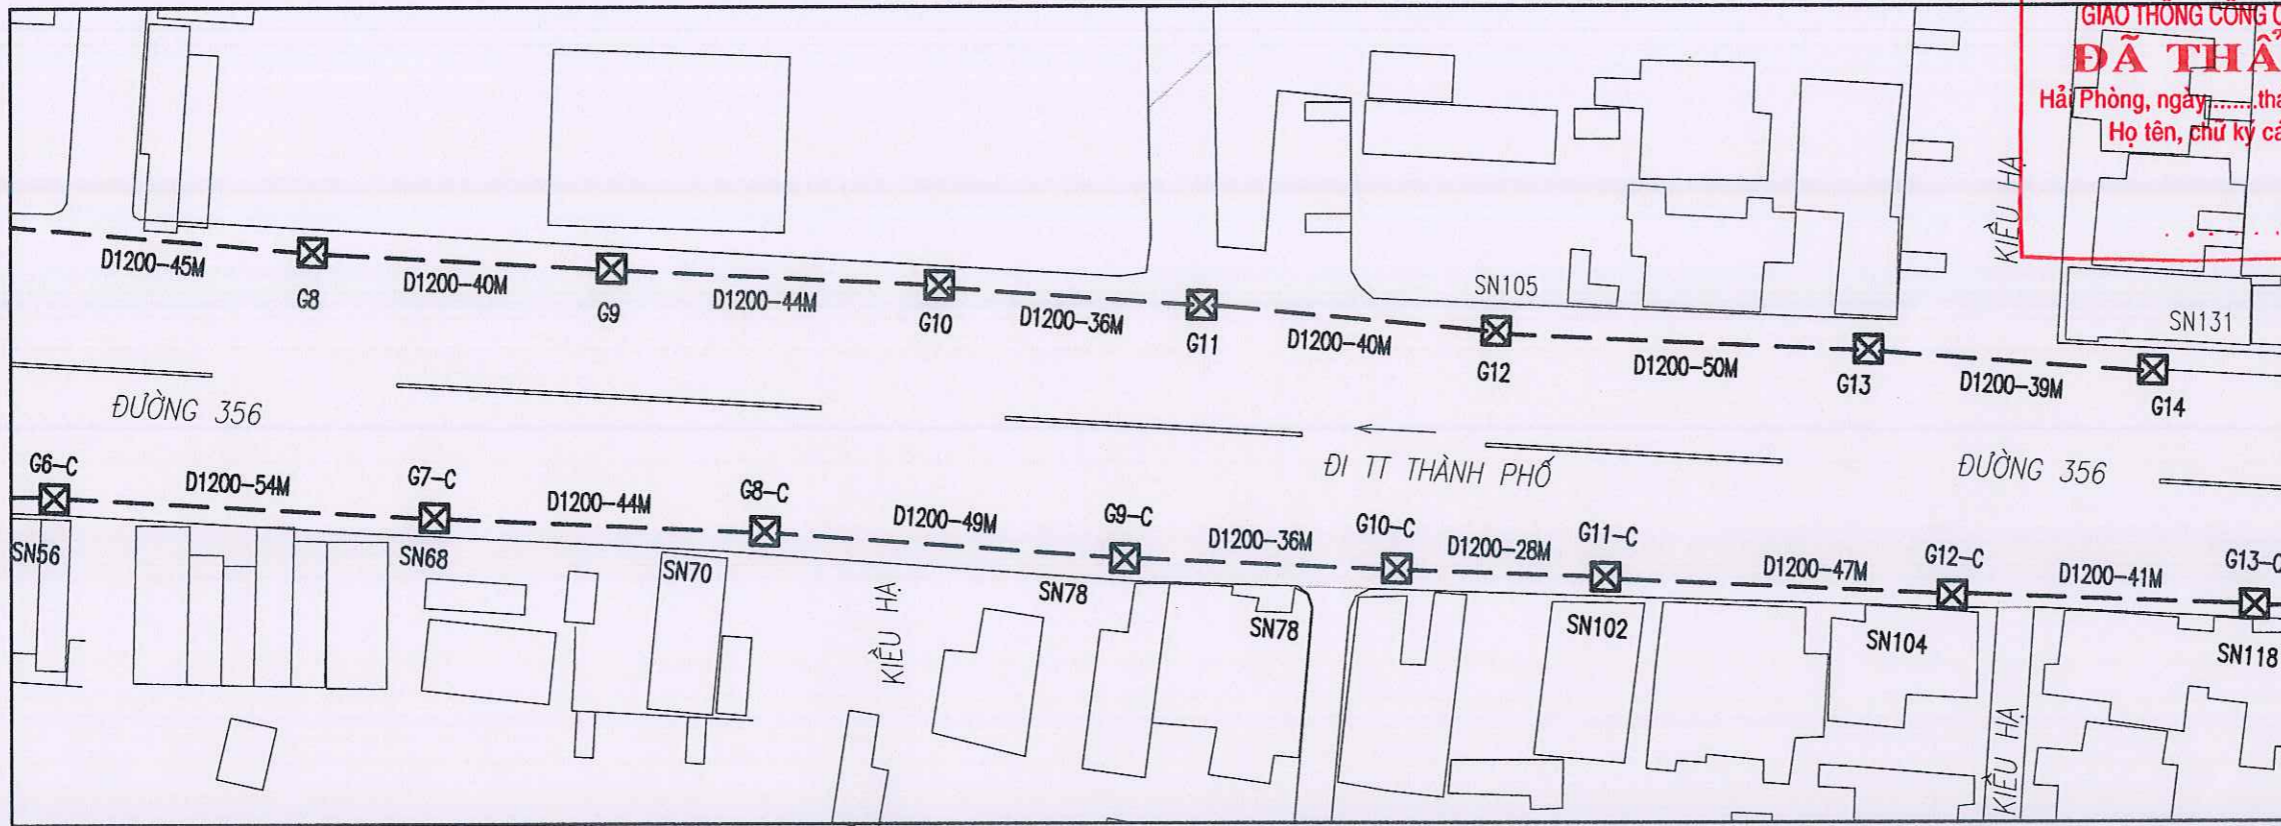 GIAO THÔNG CÔNG
ĐÃ THẨ
Hải Phòng, ngày........thá
Họ tên, chữ ký cá
KIỀU HẠ
D1200-45M
G8
D1200-40M
G9
D1200-44M
G10
D1200-36M
G11
D1200-40M
SN105
G12
D1200-50M
G13
D1200-39M
SN131
G14
ĐƯỜNG 356
ĐI TT THÀNH PHỐ
ĐƯỜNG 356
G6-C
D1200-54M
G7-C
D1200-44M
G8-C
D1200-49M
G9-C
D1200-36M
G10-C
D1200-28M
G11-C
D1200-47M
G12-C
D1200-41M
G13-C
SN56
SN68
SN70
KIỀU HẠ
SN78
SN78
SN102
SN104
KIỀU HẠ
SN118